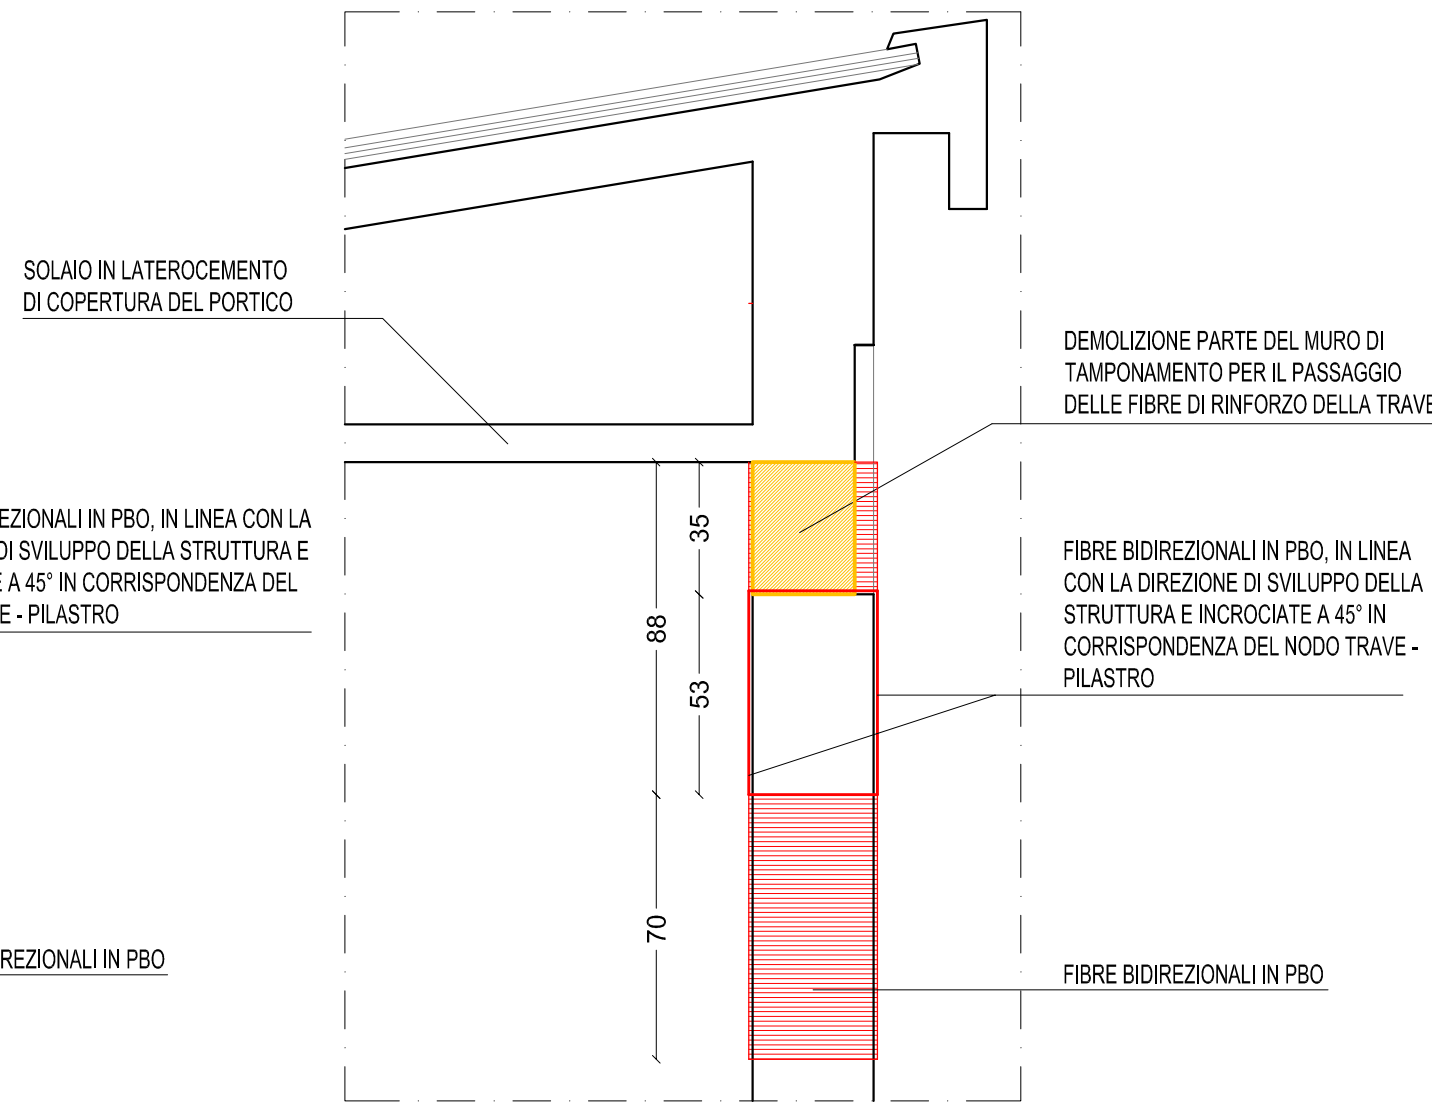 SOLAIO IN LATEROCEMENTO
DI COPERTURA DEL PORTICO
DEMOLIZIONE PARTE DEL MURO DI
TAMPONAMENTO PER IL PASSAGGIO
DELLE FIBRE DI RINFORZO DELLA TRAVE
EZIONALI IN PBO, IN LINEA CON LA
DI SVILUPPO DELLA STRUTTURA E
E A 45° IN CORRISPONDENZA DEL
E - PILASTRO
35
88
53
70
FIBRE BIDIREZIONALI IN PBO, IN LINEA
CON LA DIREZIONE DI SVILUPPO DELLA
STRUTTURA E INCROCIATE A 45° IN
CORRISPONDENZA DEL NODO TRAVE -
PILASTRO
REZIONALI IN PBO
FIBRE BIDIREZIONALI IN PBO